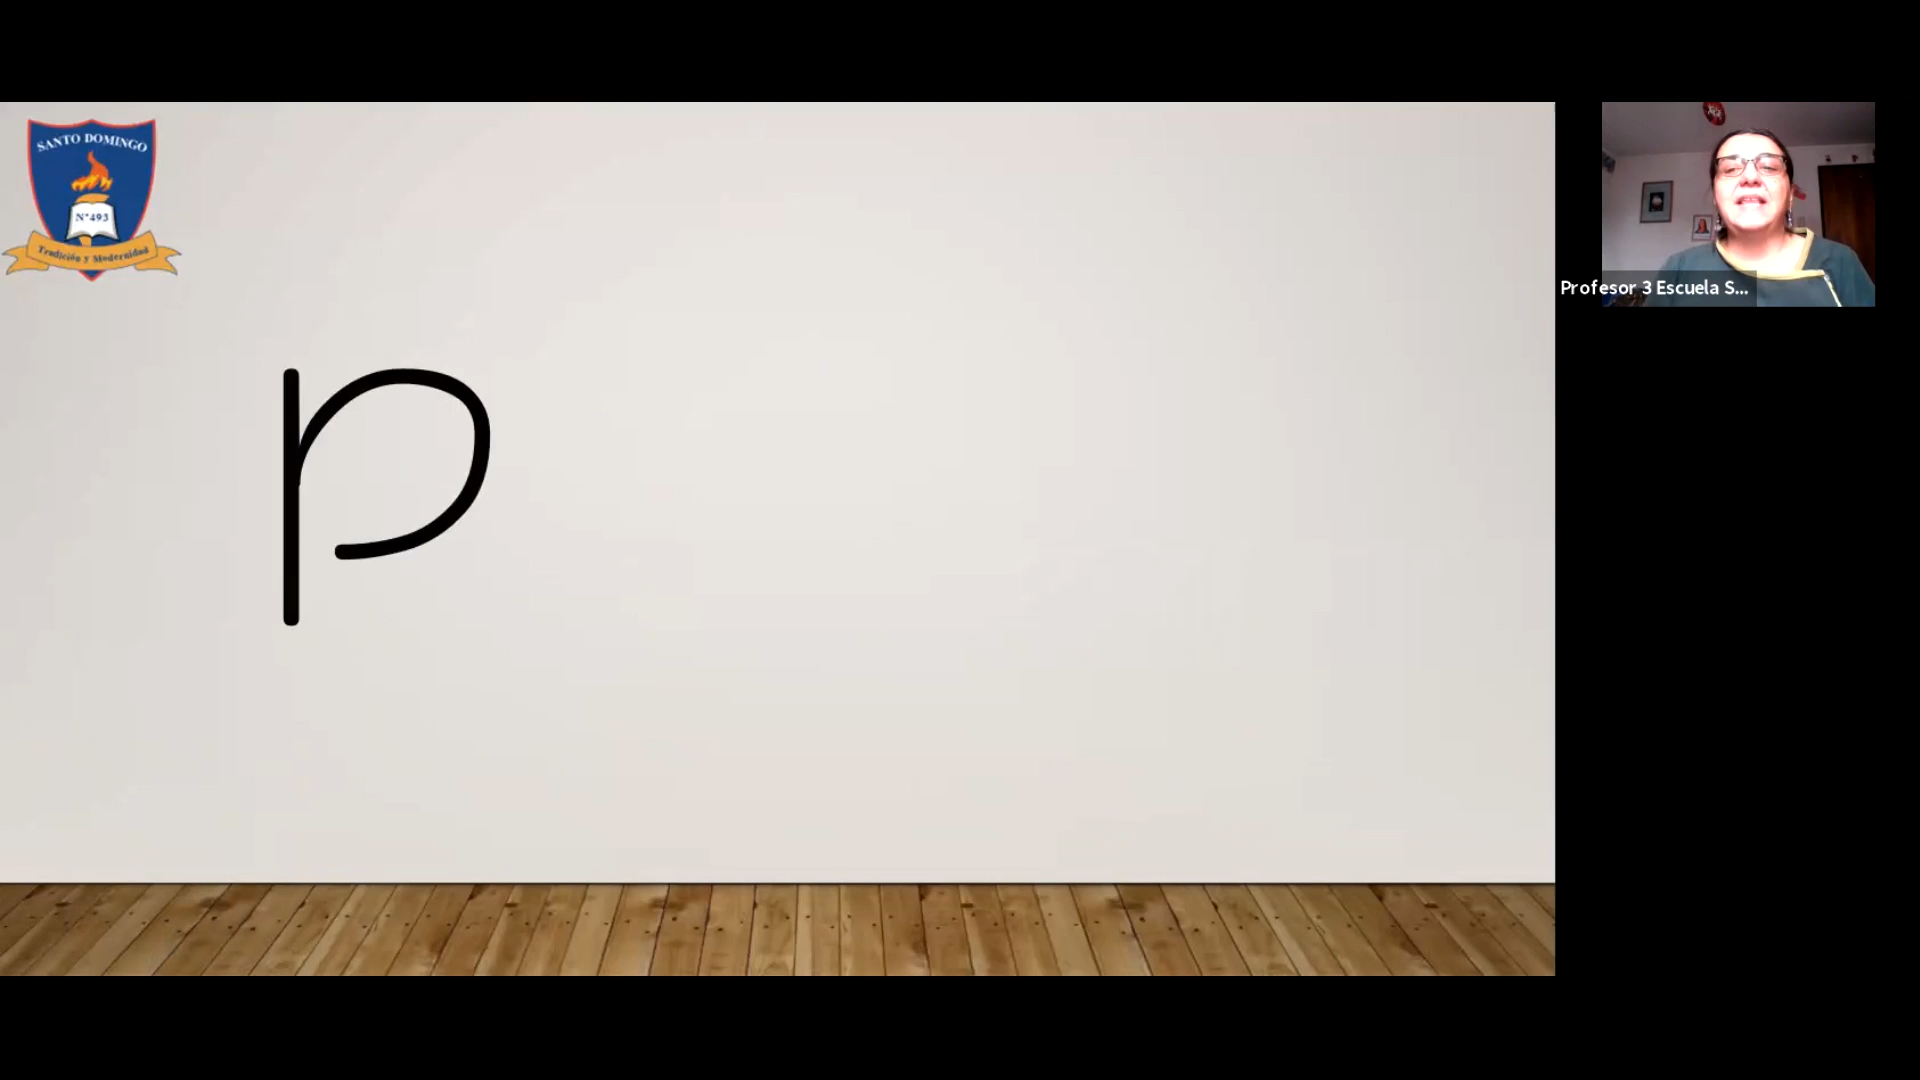 SANTO DOMINGO
N°493
Tradición y Modernidad
p
Profesor 3 Escuela S...